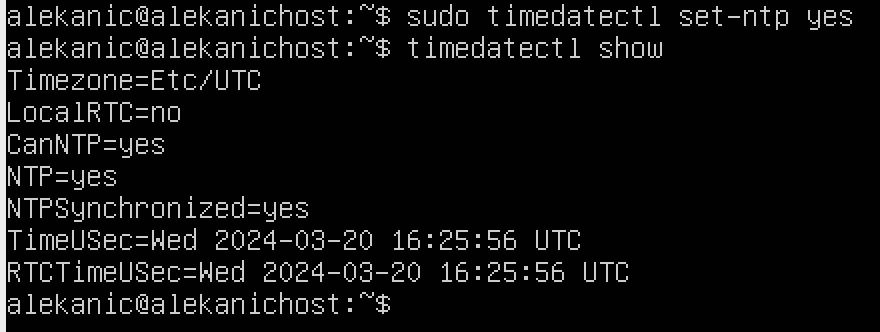 alekanic@alekanichost:~$ sudo timedatectl set-ntp yes
alekanic@alekanichost:~$ timedatectl show
Timezone=Etc/UTC
LocalRTC=no
CanNTP=yes
NTP=yes
NTPSynchronized=yes
TimeUSec=Wed 2024-03-20 16:25:56 UTC
RTCTimeUSec=Wed 2024-03-20 16:25:56 UTC
alekanic@alekanichost:~$